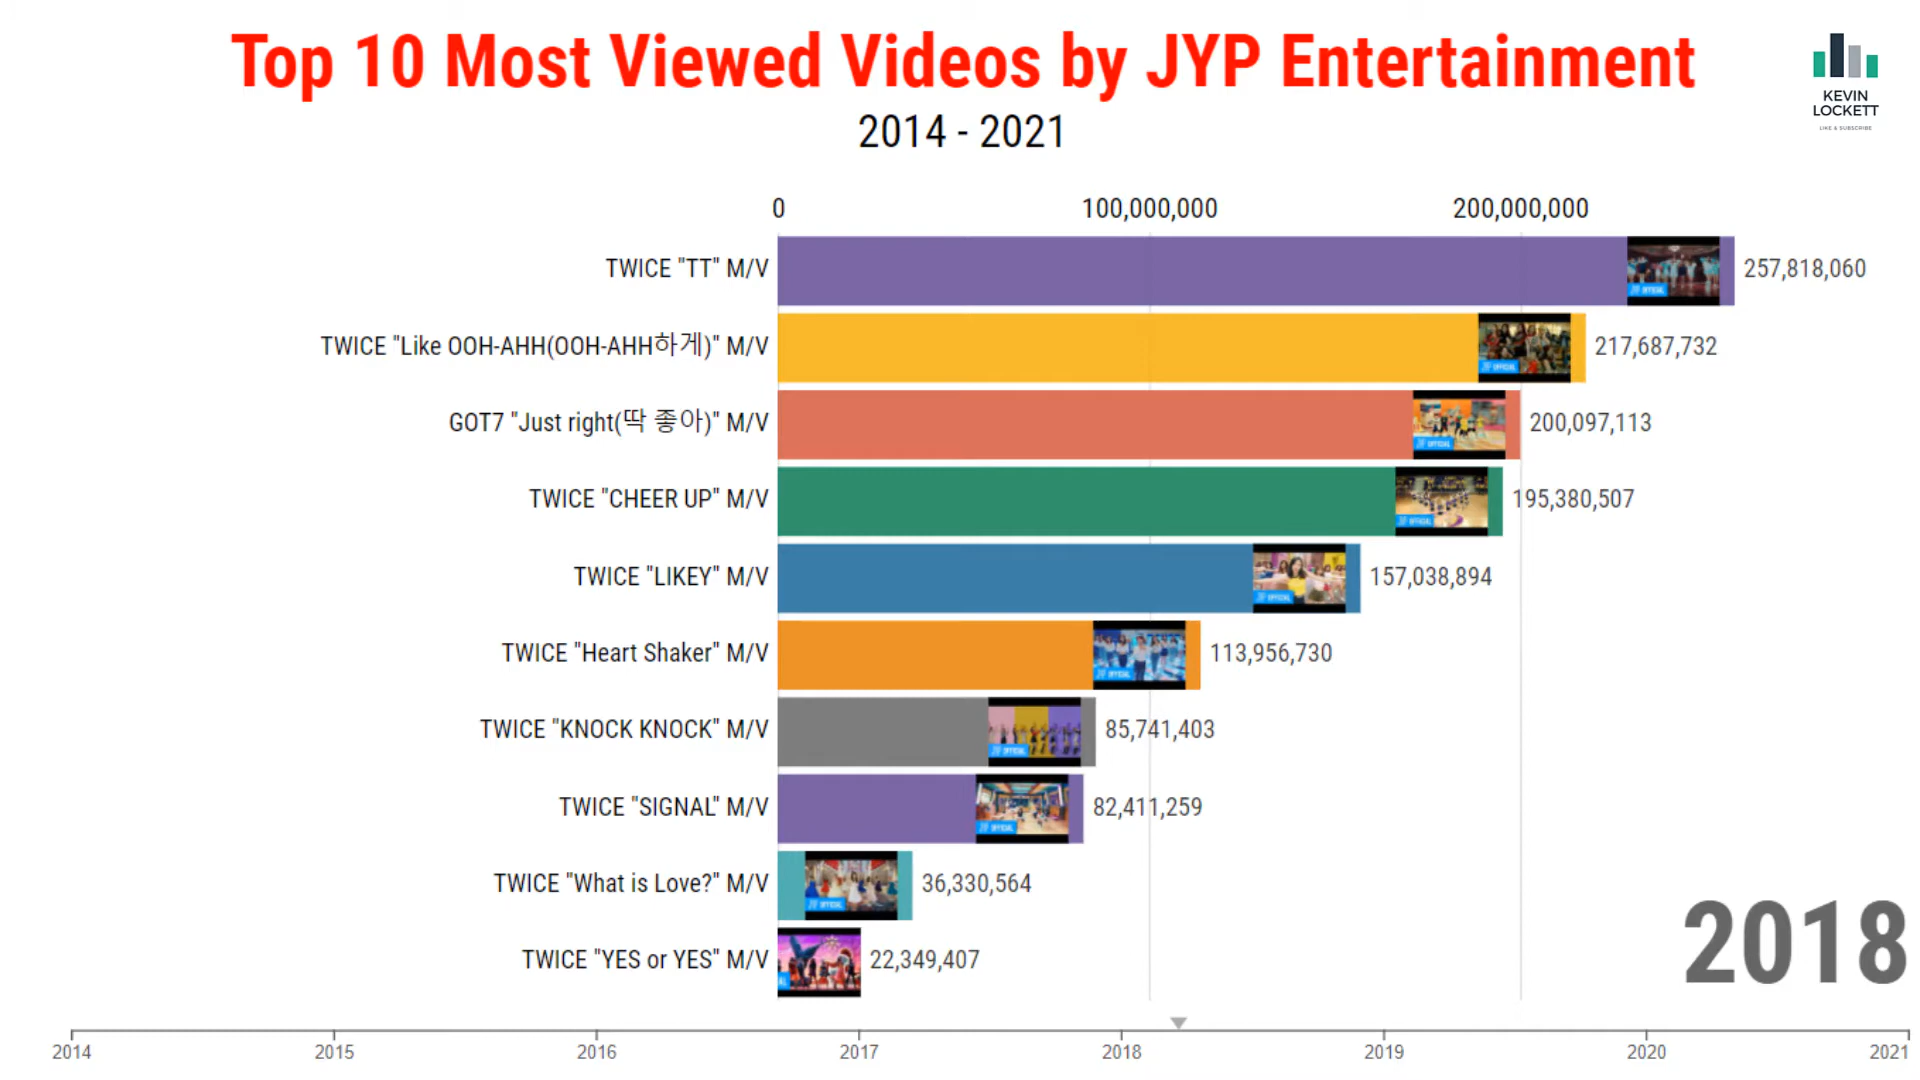 Top 10 Most Viewed Videos by JYP Entertainment
2014 - 2021
KEVIN
LOCKETT
LIKE & SUBSCRIBE
0 100,000,000 200,000,000
TWICE "TT" M/V 257,818,060
TWICE "Like OOH-AHH(OOH-AHH하게)" M/V 217,687,732
GOT7 "Just right(딱 좋아)" M/V 200,097,113
TWICE "CHEER UP" M/V 195,380,507
TWICE "LIKEY" M/V 157,038,894
TWICE "Heart Shaker" M/V 113,956,730
TWICE "KNOCK KNOCK" M/V 85,741,403
TWICE "SIGNAL" M/V 82,411,259
TWICE "What is Love?" M/V 36,330,564
TWICE "YES or YES" M/V 22,349,407
2018
2014 2015 2016 2017 2018 2019 2020 2021